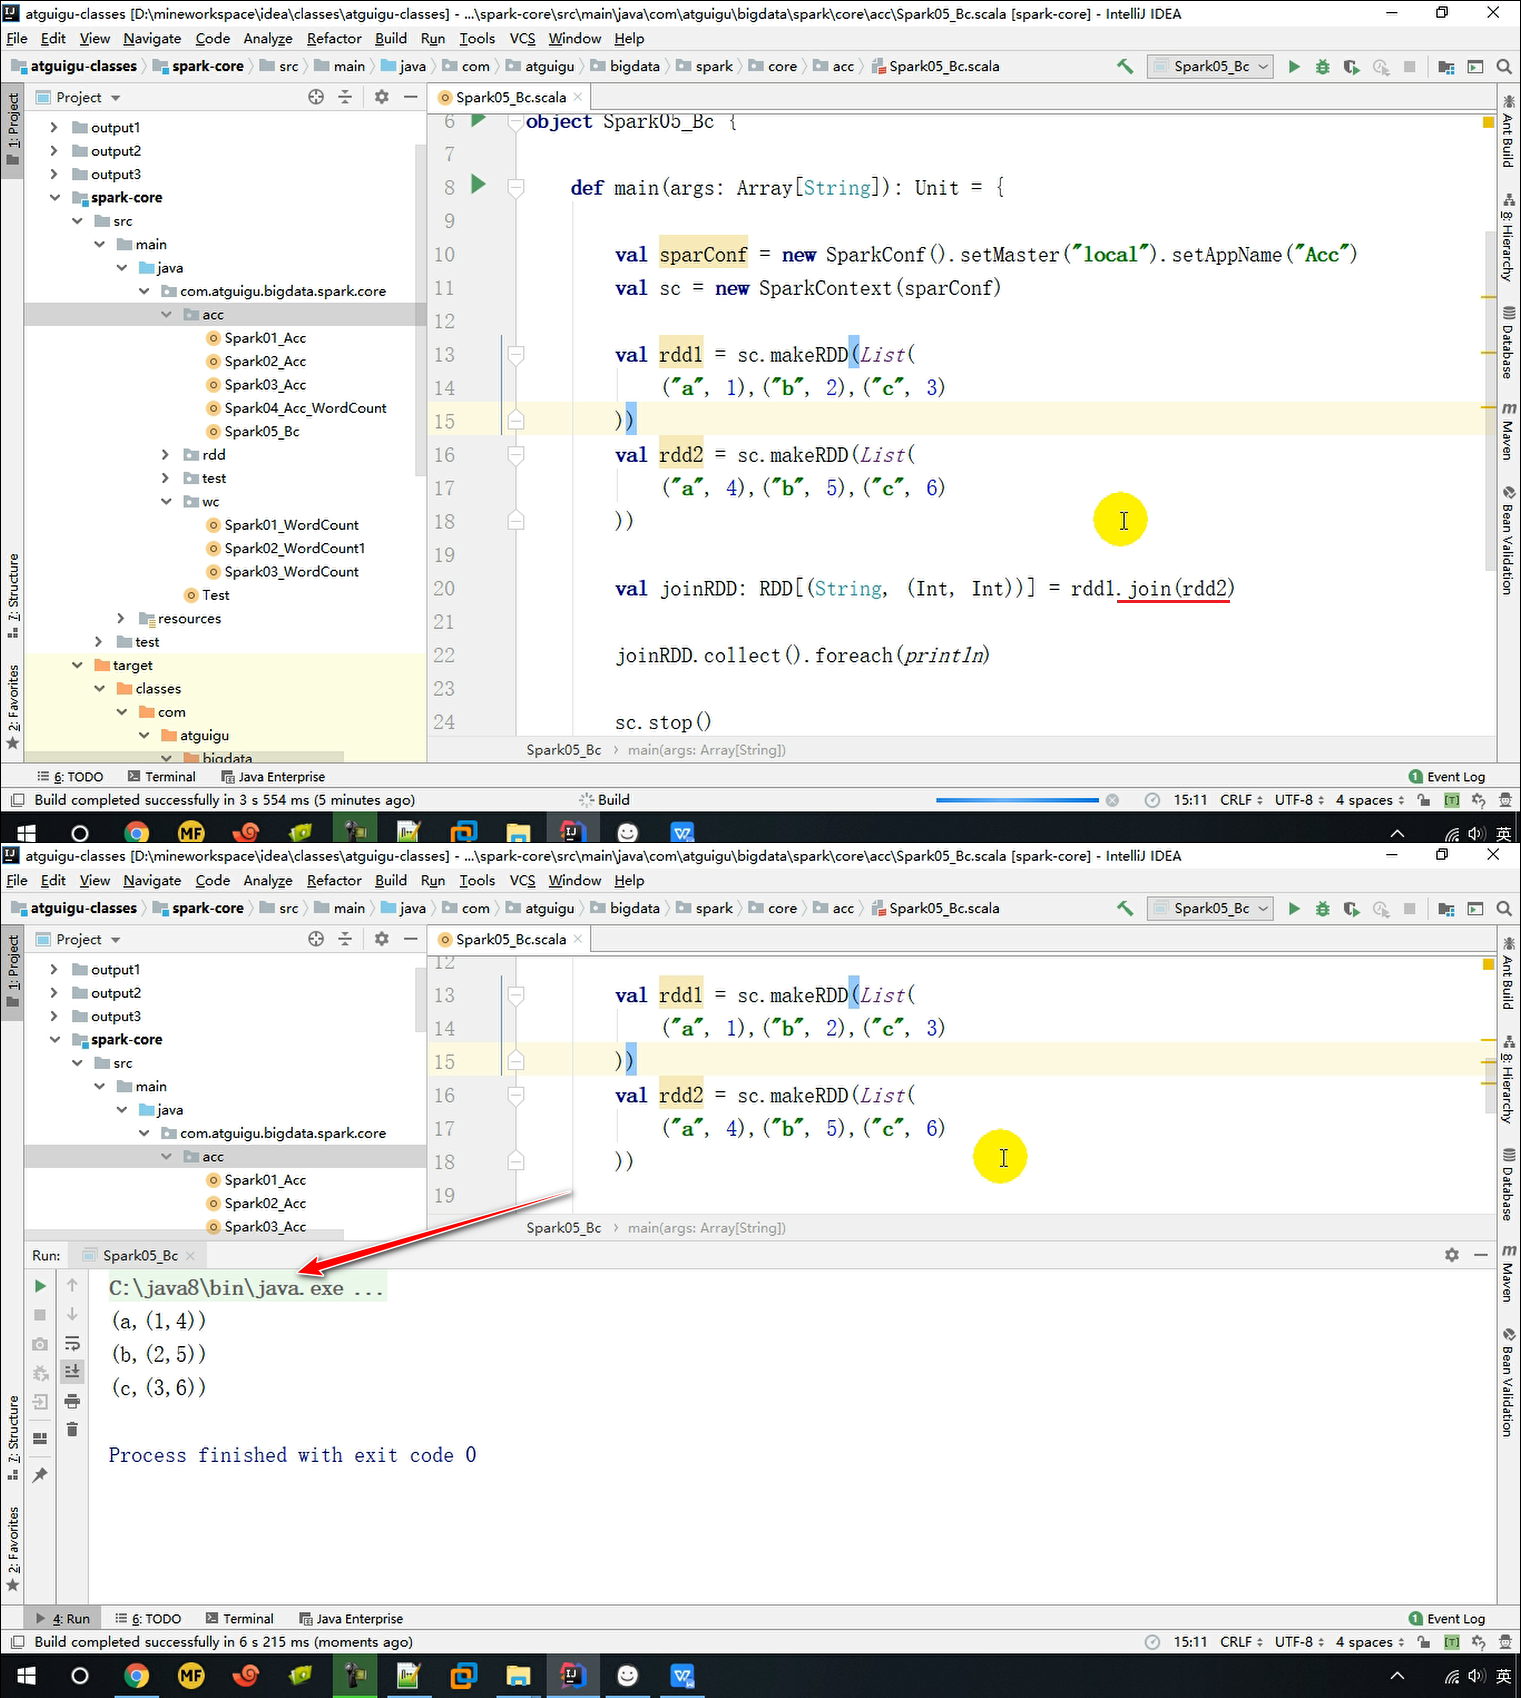 atguigu-classes [D:\mineworkspace\idea\classes\atguigu-classes] - ...\spark-core\src\main\java\com\atguigu\bigdata\spark\core\acc\Spark05_Bc.scala [spark-core] - IntelliJ IDEA
File Edit View Navigate Code Analyze Refactor Build Run Tools VCS Window Help
atguigu-classes spark-core src main java com atguigu bigdata spark core acc Spark05_Bc.scala Spark05_Bc
Project
Spark05_Bc.scala
1: Project
7: Structure
2: Favorites
output1
output2
output3
spark-core
src
main
java
com.atguigu.bigdata.spark.core
acc
Spark01_Acc
Spark02_Acc
Spark03_Acc
Spark04_Acc_WordCount
Spark05_Bc
rdd
test
wc
Spark01_WordCount
Spark02_WordCount1
Spark03_WordCount
Test
resources
test
target
classes
com
atguigu
bigdata
6 object Spark05_Bc {
7
8 def main(args: Array[String]): Unit = {
9
10 val sparConf = new SparkConf().setMaster("local").setAppName("Acc")
11 val sc = new SparkContext(sparConf)
12
13 val rdd1 = sc.makeRDD(List(
14 ("a", 1),("b", 2),("c", 3)
15 ))
16 val rdd2 = sc.makeRDD(List(
17 ("a", 4),("b", 5),("c", 6)
18 ))
19
20 val joinRDD: RDD[(String, (Int, Int))] = rdd1.join(rdd2)
21
22 joinRDD.collect().foreach(println)
23
24 sc.stop()
Spark05_Bc main(args: Array[String])
Ant Build
8: Hierarchy
Database
Maven
Bean Validation
6: TODO Terminal Java Enterprise 1 Event Log
Build completed successfully in 3 s 554 ms (5 minutes ago) Build 15:11 CRLF UTF-8 4 spaces
MF 英
atguigu-classes [D:\mineworkspace\idea\classes\atguigu-classes] - ...\spark-core\src\main\java\com\atguigu\bigdata\spark\core\acc\Spark05_Bc.scala [spark-core] - IntelliJ IDEA
File Edit View Navigate Code Analyze Refactor Build Run Tools VCS Window Help
atguigu-classes spark-core src main java com atguigu bigdata spark core acc Spark05_Bc.scala Spark05_Bc
Project
Spark05_Bc.scala
1: Project
7: Structure
2: Favorites
output1
output2
output3
spark-core
src
main
java
com.atguigu.bigdata.spark.core
acc
Spark01_Acc
Spark02_Acc
Spark03_Acc
12
13 val rdd1 = sc.makeRDD(List(
14 ("a", 1),("b", 2),("c", 3)
15 ))
16 val rdd2 = sc.makeRDD(List(
17 ("a", 4),("b", 5),("c", 6)
18 ))
19
Spark05_Bc main(args: Array[String])
Ant Build
8: Hierarchy
Database
Maven
Bean Validation
Run: Spark05_Bc
C:\java8\bin\java.exe ...
(a,(1,4))
(b,(2,5))
(c,(3,6))
Process finished with exit code 0
4: Run 6: TODO Terminal Java Enterprise 1 Event Log
Build completed successfully in 6 s 215 ms (moments ago) 15:11 CRLF UTF-8 4 spaces
MF 英